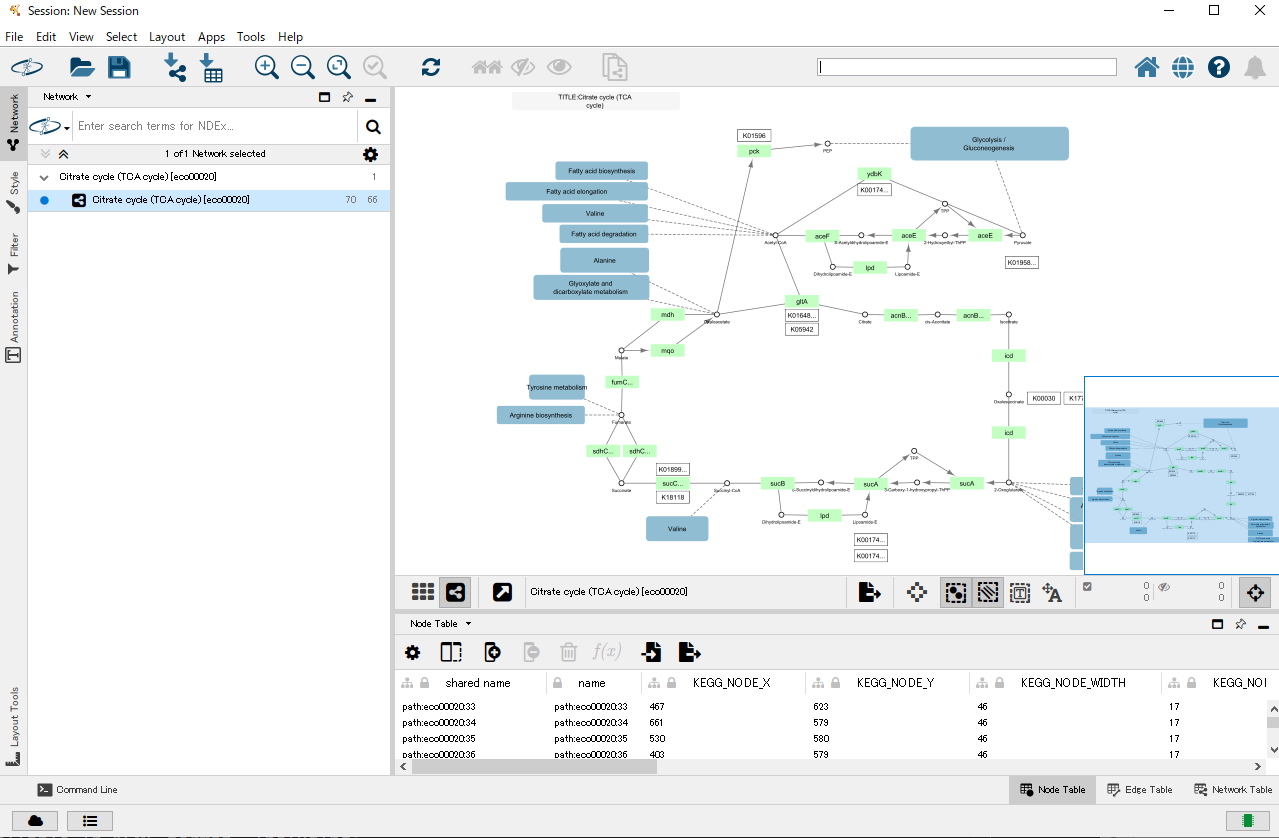 Session: New Session
File Edit View Select Layout Apps Tools Help
Network
Style
Filter
Annotation
Layout Tools
Network
Enter search terms for NDEx...
1 of 1 Network selected
Citrate cycle (TCA cycle) [eco00020] 1
Citrate cycle (TCA cycle) [eco00020] 70 66
TITLE:Citrate cycle (TCA
cycle)
K01596
pck
PEP
Glycolysis /
Gluconeogenesis
Fatty acid biosynthesis
Fatty acid elongation
Valine
Fatty acid degradation
Alanine
Glyoxylate and
dicarboxylate metabolism
ydbK
K00174...
TPP
Acetyl-CoA
aceF
aceE
2-Hydroxyethyl-ThPP
aceE
Pyruvate
K01958...
Dihydrolipoamide-E
lpd
Lipoamide-E
gltA
K01648...
K05942
mdh
Oxaloacetate
Citrate
acnB...
cis-Aconitate
acnB...
Isocitrate
Malate
mqo
icd
fumC...
Tyrosine metabolism
Arginine biosynthesis
Fumarate
Oxalosuccinate
K00030
icd
sdhC...
sdhC...
K01899...
sucC...
K18118
Succinate
Succinyl-CoA
Valine
sucB
sucA
TPP
3-Carboxy-1-hydroxypropyl-ThPP
sucA
2-Oxoglutarate
Dihydrolipoamide-E
lpd
Lipoamide-E
K00174...
K00174...
Citrate cycle (TCA cycle) [eco00020]
T
A
0 0
0 0
Node Table
f(x)
shared name name KEGG_NODE_X KEGG_NODE_Y KEGG_NODE_WIDTH KEGG_NOI
path:eco00020:33 path:eco00020:33 467 623 46 17
path:eco00020:34 path:eco00020:34 661 579 46 17
path:eco00020:35 path:eco00020:35 530 580 46 17
path:eco00020:36 path:eco00020:36 403 579 46 17
Command Line
Node Table Edge Table Network Table